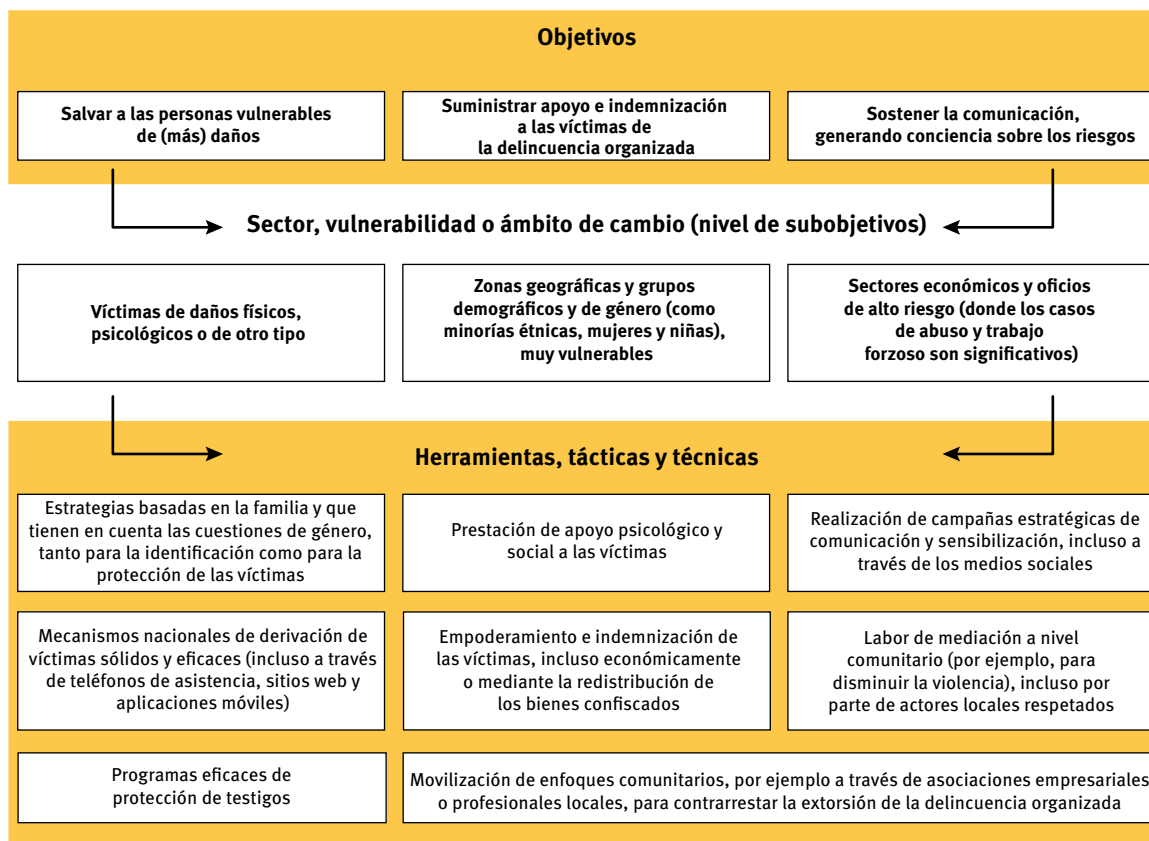 Objetivos
Salvar a las personas vulnerables
de (más) daños
Suministrar apoyo e indemnización
a las víctimas de
la delincuencia organizada
Sostener la comunicación,
generando conciencia sobre los riesgos
Sector, vulnerabilidad o ámbito de cambio (nivel de subobjetivos)
Víctimas de daños físicos,
psicológicos o de otro tipo
Zonas geográficas y grupos
demográficos y de género (como
minorías étnicas, mujeres y niñas),
muy vulnerables
Sectores económicos y oficios
de alto riesgo (donde los casos
de abuso y trabajo
forzoso son significativos)
Herramientas, tácticas y técnicas
Estrategias basadas en la familia y que
tienen en cuenta las cuestiones de género,
tanto para la identificación como para la
protección de las víctimas
Prestación de apoyo psicológico y
social a las víctimas
Realización de campañas estratégicas de
comunicación y sensibilización, incluso a
través de los medios sociales
Mecanismos nacionales de derivación de
víctimas sólidos y eficaces (incluso a través
de teléfonos de asistencia, sitios web y
aplicaciones móviles)
Empoderamiento e indemnización de
las víctimas, incluso económicamente
o mediante la redistribución de
los bienes confiscados
Labor de mediación a nivel
comunitario (por ejemplo, para
disminuir la violencia), incluso por
parte de actores locales respetados
Programas eficaces de
protección de testigos
Movilización de enfoques comunitarios, por ejemplo a través de asociaciones empresariales
o profesionales locales, para contrarrestar la extorsión de la delincuencia organizada